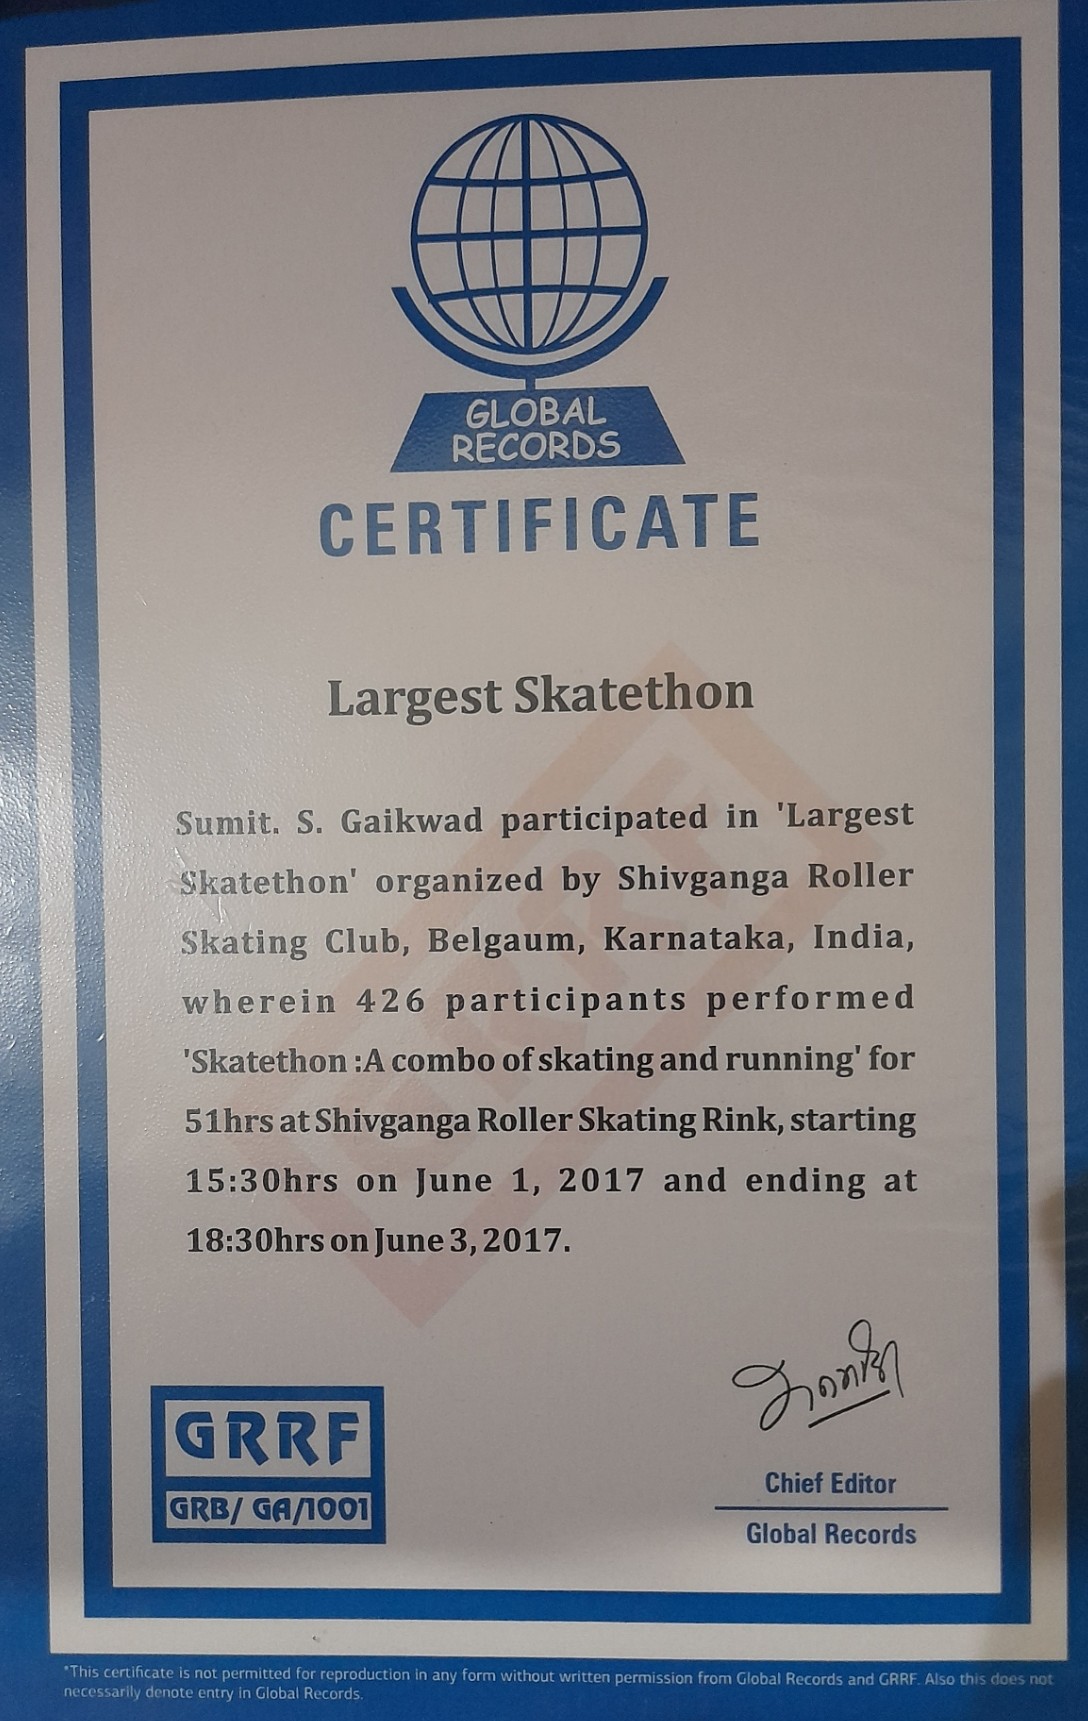 GLOBAL
RECORDS
CERTIFICATE
Largest Skatethon
Sumit. S. Gaikwad participated in 'Largest
Skatethon' organized by Shivganga Roller
Skating Club, Belgaum, Karnataka, India,
wherein 426 participants performed
'Skatethon :A combo of skating and running' for
51hrs at Shivganga Roller Skating Rink, starting
15:30hrs on June 1, 2017 and ending at
18:30hrs on June 3, 2017.
GRRF
GRB/ GA/1001
Chief Editor
Global Records
*This certificate is not permitted for reproduction in any form without written permission from Global Records and GRRF. Also this does not
necessarily denote entry in Global Records.